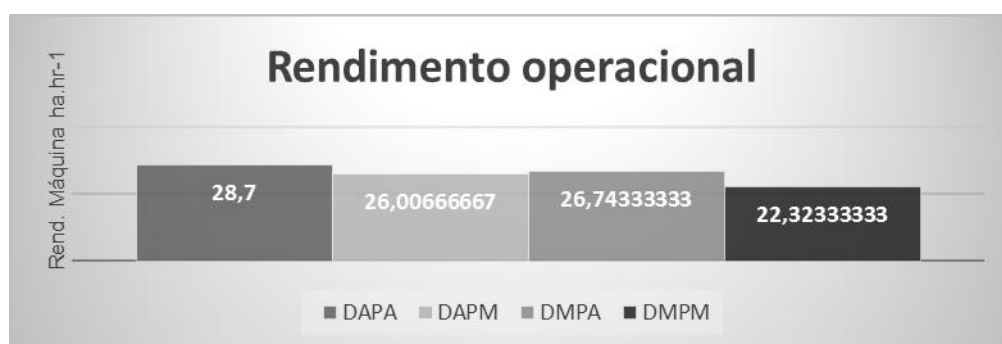 Rendimento operacional
Rend. Máquina ha.hr-1
28,7
26,00666667
26,74333333
22,32333333
DAPA DAPM DMPA DMPM